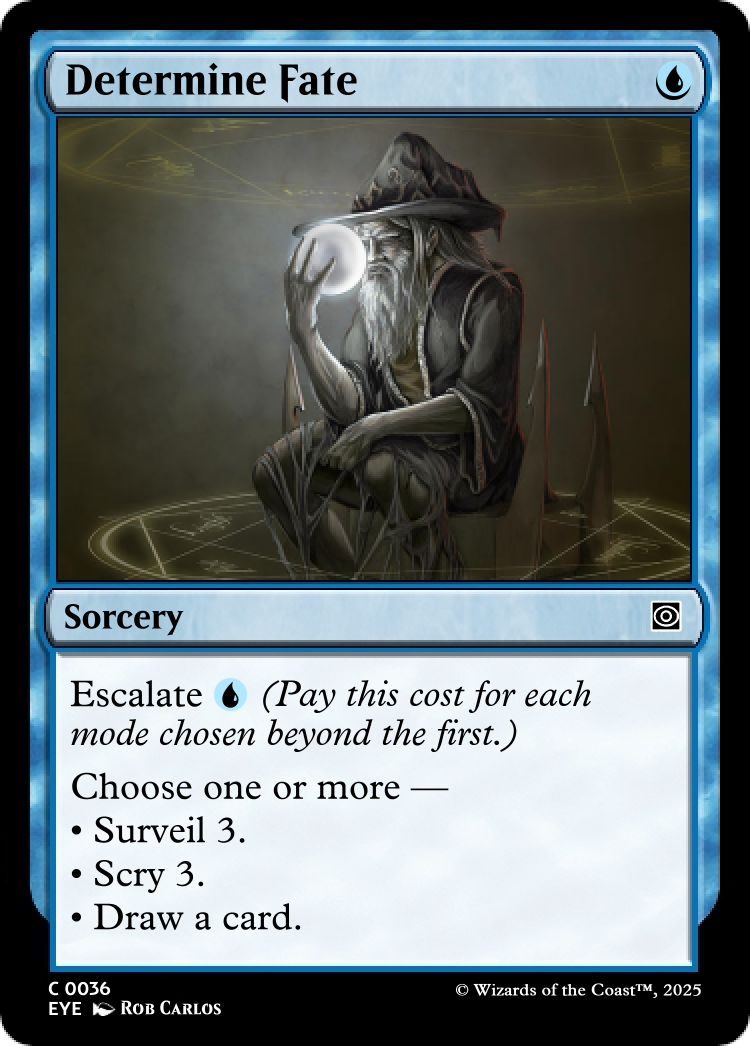 Determine Fate
Sorcery
Escalate (Pay this cost for each
mode chosen beyond the first.)
Choose one or more —
• Surveil 3.
• Scry 3.
• Draw a card.
C 0036
EYE Rob Carlos
© Wizards of the Coast™, 2025